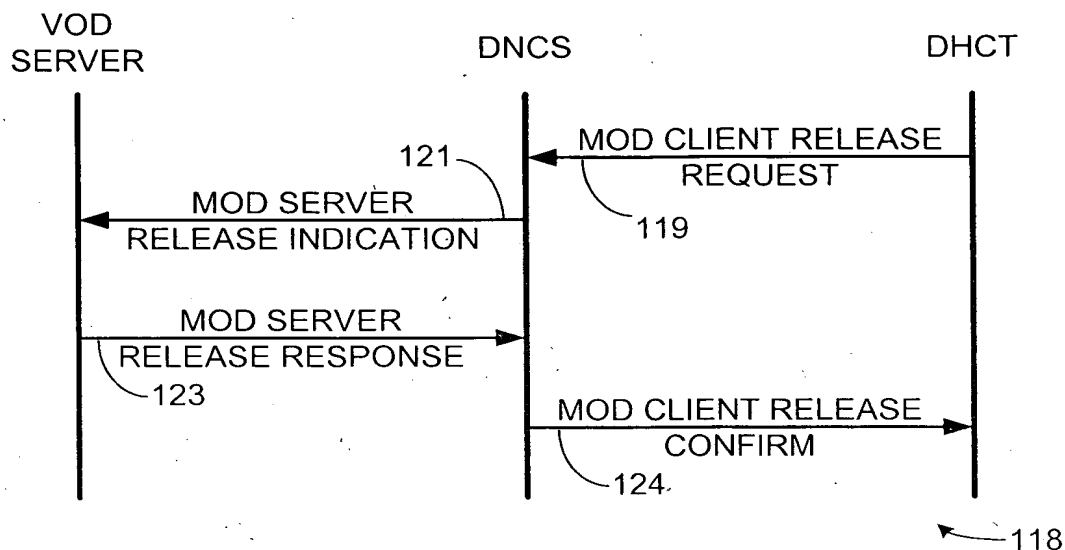 VOD
SERVER
DNCS
DHCT
MOD CLIENT RELEASE
REQUEST
119
121
MOD SERVER
RELEASE INDICATION
MOD SERVER
RELEASE RESPONSE
123
MOD CLIENT RELEASE
CONFIRM
124
118